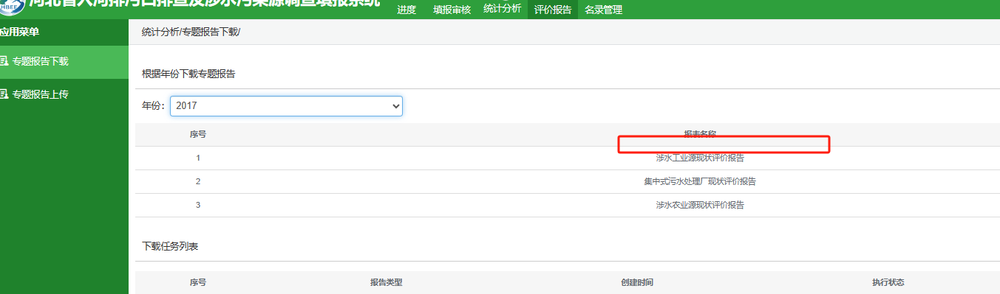 HBEE
河北省入河排污口排查及涉水污染源调查填报系统
进度 填报审核 统计分析 评价报告 名录管理
应用菜单
统计分析/专题报告下载/
专题报告下载
专题报告上传
根据年份下载专题报告
年份: 2017
序号 报表名称
1 涉水工业源现状评价报告
2 集中式污水处理厂现状评价报告
3 涉水农业源现状评价报告
下载任务列表
序号 报告类型 创建时间 执行状态